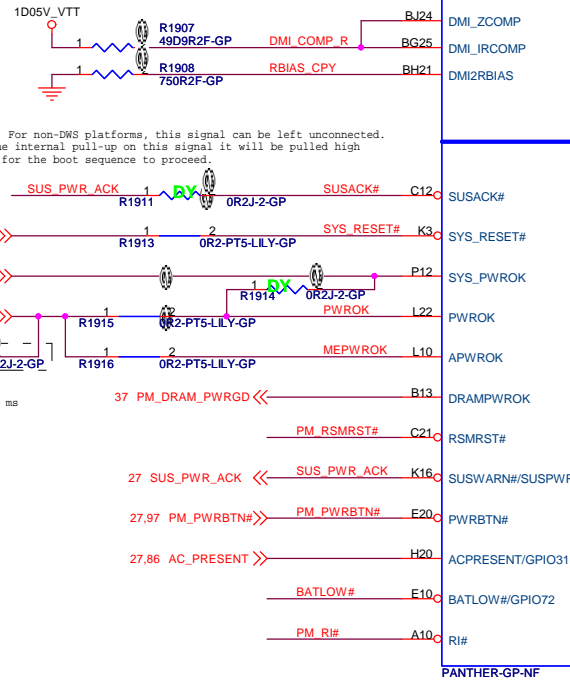 1D05V_VTT
R1907
1
49D9R2F-GP
DMI_COMP_R
BJ24
DMI_ZCOMP
BG25
DMI_IRCOMP
R1908
1
750R2F-GP
RBIAS_CPY
BH21
DMI2RBIAS
For non-DWS platforms, this signal can be left unconnected.
internal pull-up on this signal it will be pulled high
for the boot sequence to proceed.
SUS_PWR_ACK
1
DY
R1911
0R2J-2-GP
SUSACK#
C12
SUSACK#
1
2
R1913
0R2-PT5-LILY-GP
SYS_RESET#
K3
SYS_RESET#
P12
SYS_PWROK
1
DY
R1914
0R2J-2-GP
1
2
R1915
0R2-PT5-LILY-GP
PWROK
L22
PWROK
1
2
R1916
0R2-PT5-LILY-GP
MEPWROK
L10
APWROK
2J-2-GP
ms
37 PM_DRAM_PWRGD
B13
DRAMPWROK
PM_RSMRST#
C21
RSMRST#
27 SUS_PWR_ACK
SUS_PWR_ACK
K16
SUSWARN#/SUSPWR
27,97 PM_PWRBTN#
PM_PWRBTN#
E20
PWRBTN#
27,86 AC_PRESENT
H20
ACPRESENT/GPIO31
BATLOW#
E10
BATLOW#/GPIO72
PM_RI#
A10
RI#
PANTHER-GP-NF